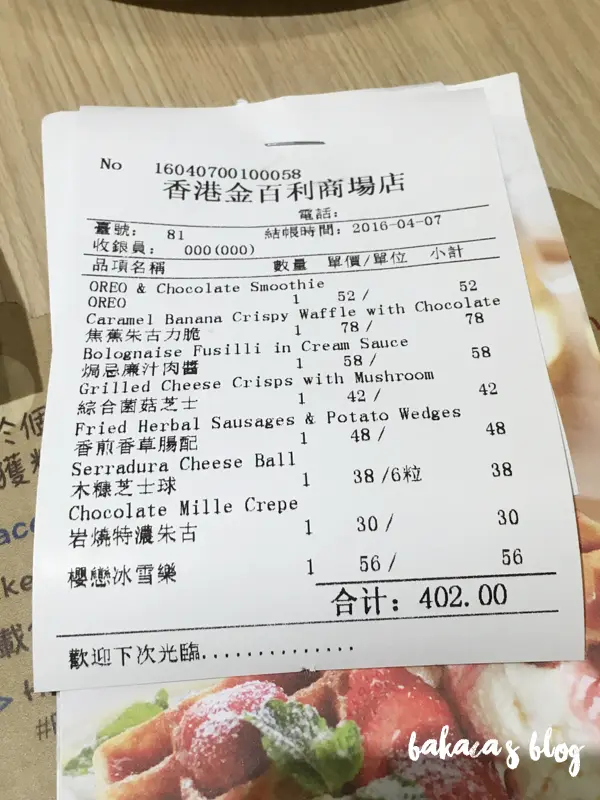 No 16040700100058
香港金百利商場店
電話:
臺號: 81 結帳時間: 2016-04-07
收銀員: 000(000)
品項名稱 數量 單價/單位 小計
OREO & Chocolate Smoothie
OREO 1 52 / 52
Caramel Banana Crispy Waffle with Chocolate
焦蕉朱古力脆 1 78 / 78
Bolognaise Fusilli in Cream Sauce
焗忌廉汁肉醬 1 58 / 58
Grilled Cheese Crisps with Mushroom
綜合菌菇芝士 1 42 / 42
Fried Herbal Sausages & Potato Wedges
香煎香草腸配 1 48 / 48
Serradura Cheese Ball
木糠芝士球 1 38 /6粒 38
Chocolate Mille Crepe
岩燒特濃朱古 1 30 / 30
櫻戀冰雪樂 1 56 / 56
合计: 402.00
歡迎下次光臨..............
bakaca's blog